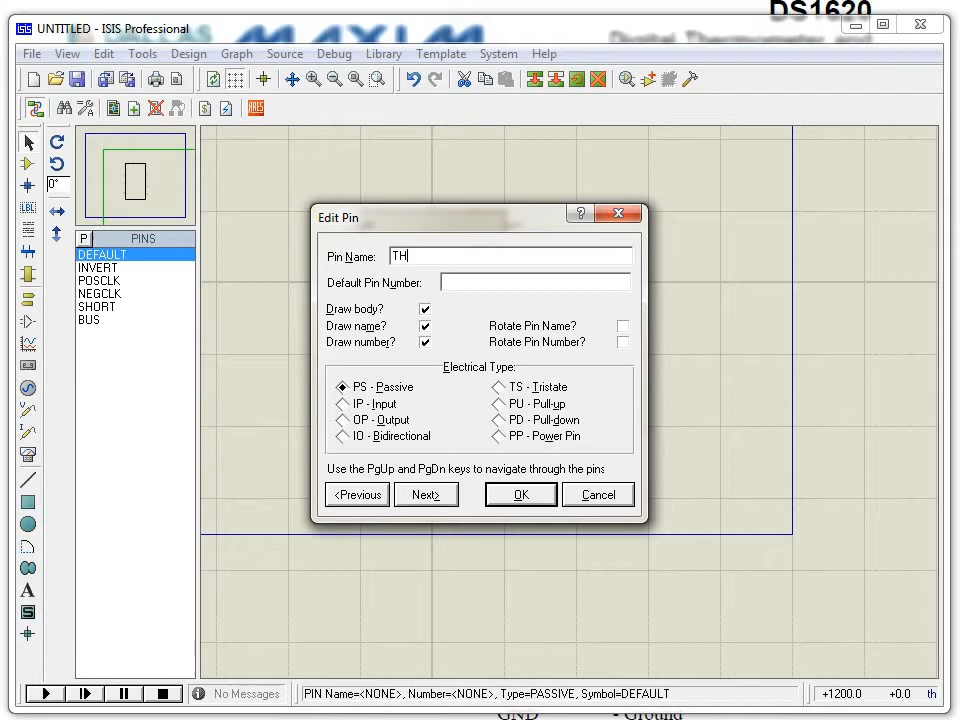 DS1620
UNTITLED - ISIS Professional
DALLAS
MAXIM
Digital Thermometer and
File View Edit Tools Design Graph Source Debug Library Template System Help
ARES
0°
LBL
P PINS
DEFAULT
INVERT
POSCLK
NEGCLK
SHORT
BUS
A
S
Edit Pin
?
Pin Name: TH
Default Pin Number:
Draw body?
Draw name? Rotate Pin Name?
Draw number? Rotate Pin Number?
Electrical Type:
PS - Passive TS - Tristate
IP - Input PU - Pull-up
OP - Output PD - Pull-down
IO - Bidirectional PP - Power Pin
Use the PgUp and PgDn keys to navigate through the pins
<Previous Next> OK Cancel
No Messages PIN Name=<NONE>, Number=<NONE>, Type=PASSIVE, Symbol=DEFAULT +1200.0 +0.0 th
GND - Ground